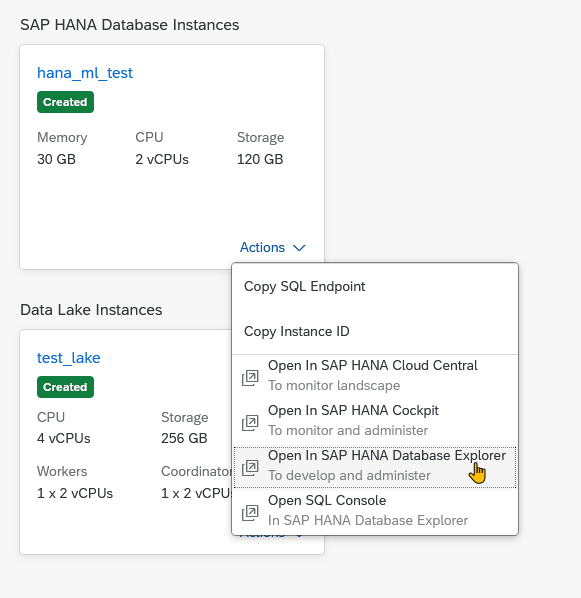 SAP HANA Database Instances
hana_ml_test
Created
Memory CPU Storage
30 GB 2 vCPUs 120 GB
Actions
Copy SQL Endpoint
Copy Instance ID
Open In SAP HANA Cloud Central
To monitor landscape
Open In SAP HANA Cockpit
To monitor and administer
Open In SAP HANA Database Explorer
To develop and administer
Open SQL Console
In SAP HANA Database Explorer
Data Lake Instances
test_lake
Created
CPU Storage
4 vCPUs 256 GB
Workers Coordinator
1 x 2 vCPUs 1 x 2 vCPUs